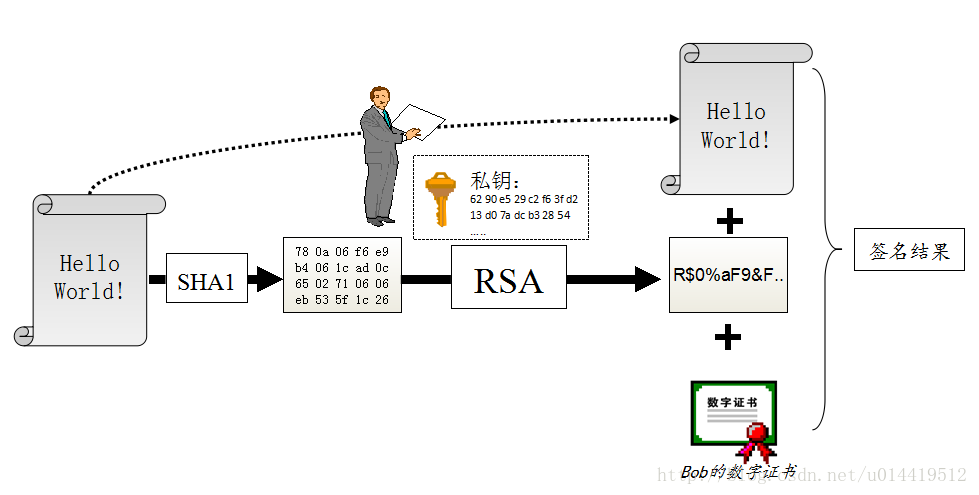 Hello
World!
私钥:
62 90 e5 29 c2 f6 3f d2
13 d0 7a dc b3 28 54
.....
Hello
World!
SHA1
78 0a 06 f6 e9
b4 06 1c ad 0c
65 02 71 06 06
eb 53 5f 1c 26
RSA
R$0%aF9&F..
签名结果
数字证书
Bob的数字证书
http://blog.csdn.net/u014419512